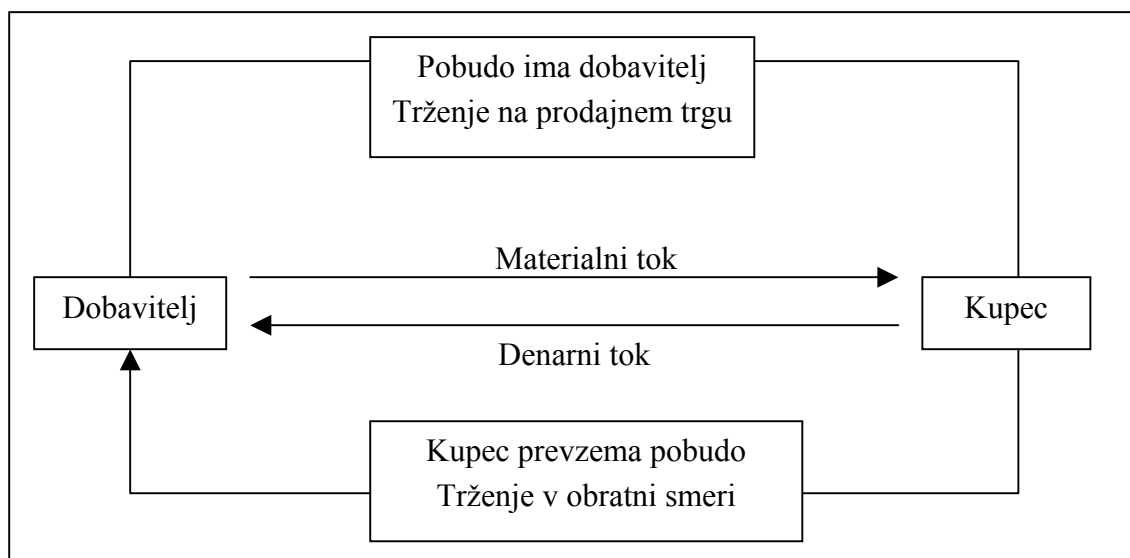 Pobudo ima dobavitelj
Trženje na prodajnem trgu
Materialni tok
Dobavitelj
Kupec
Denarni tok
Kupec prevzema pobudo
Trženje v obratni smeri